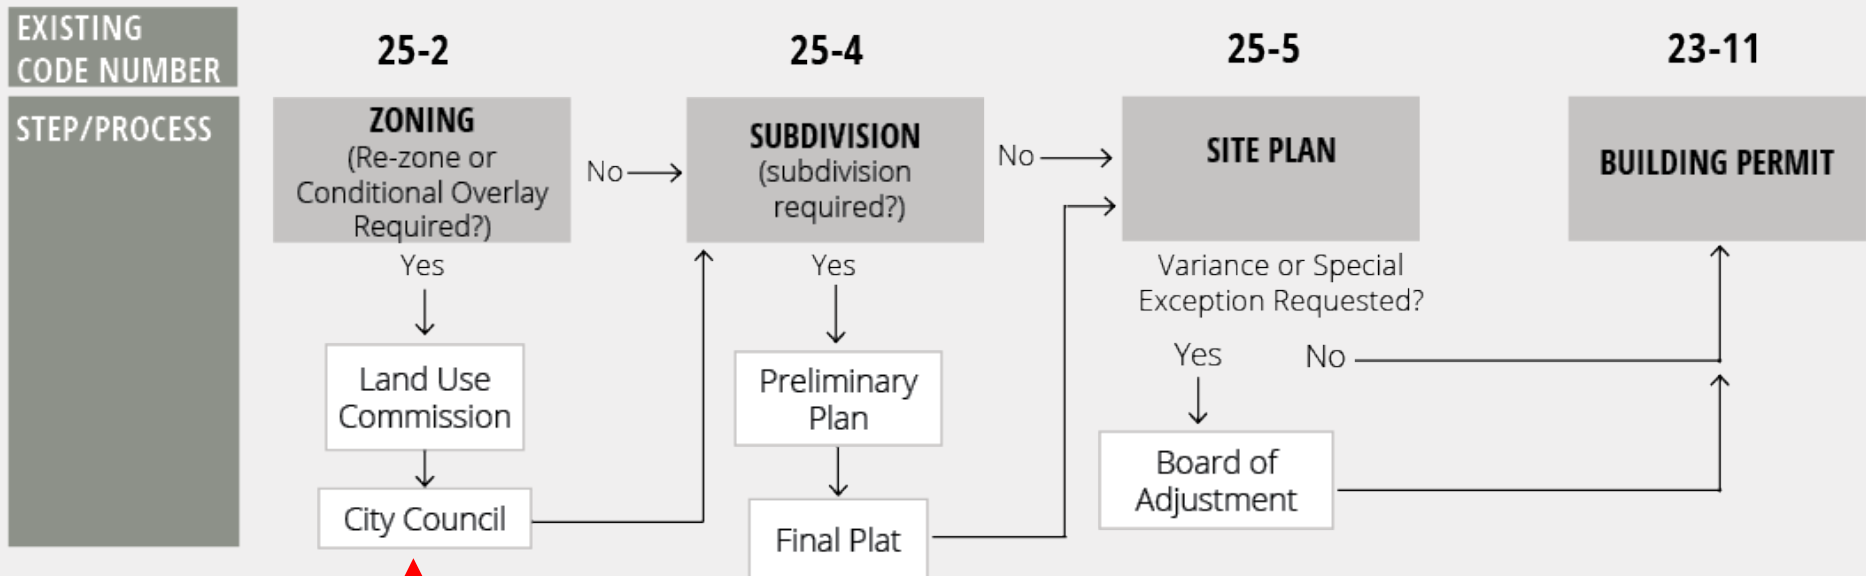 EXISTING
CODE NUMBER
25-2
25-4
25-5
23-11
STEP/PROCESS
ZONING
(Re-zone or
Conditional Overlay
Required?)
No
SUBDIVISION
(subdivision
required?)
No
SITE PLAN
BUILDING PERMIT
Yes
Yes
Variance or Special
Exception Requested?
Yes
No
Land Use
Commission
Preliminary
Plan
Board of
Adjustment
City Council
Final Plat